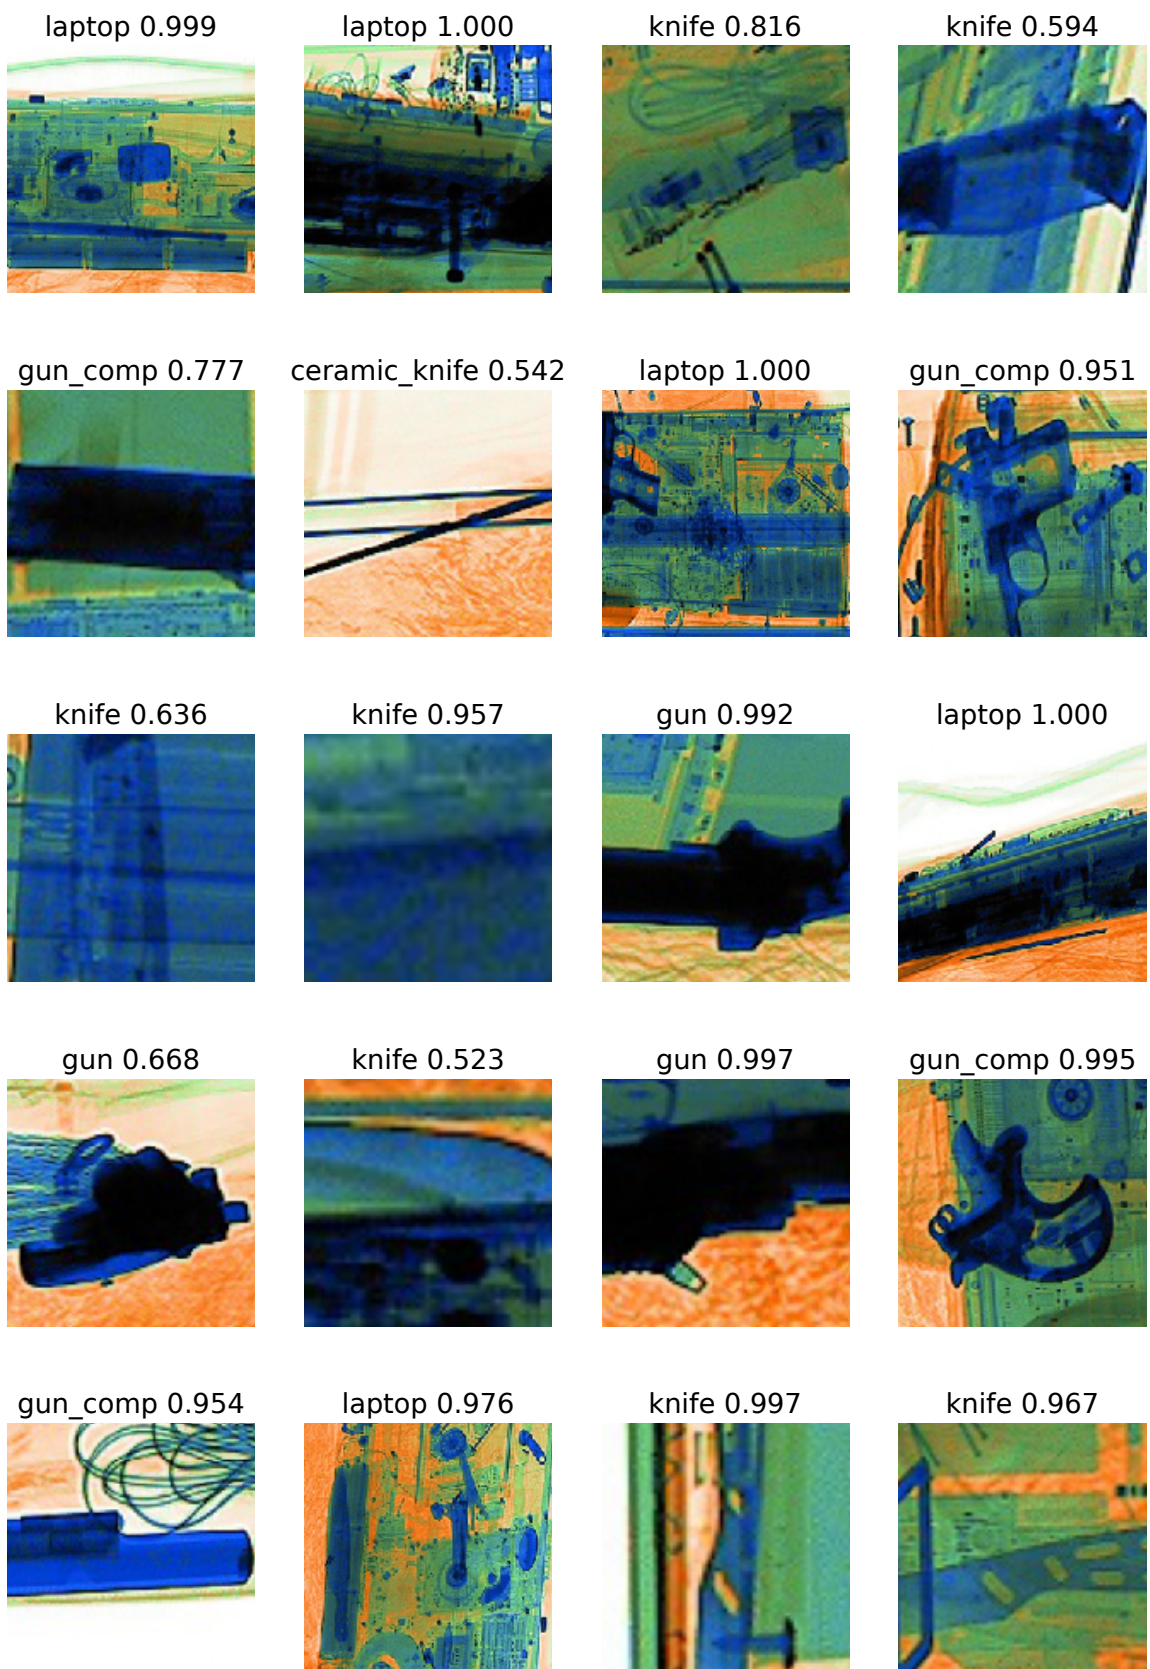 laptop 0.999
laptop 1.000
knife 0.816
knife 0.594
gun_comp 0.777
ceramic_knife 0.542
laptop 1.000
gun_comp 0.951
knife 0.636
knife 0.957
gun 0.992
laptop 1.000
gun 0.668
knife 0.523
gun 0.997
gun_comp 0.995
gun_comp 0.954
laptop 0.976
knife 0.997
knife 0.967